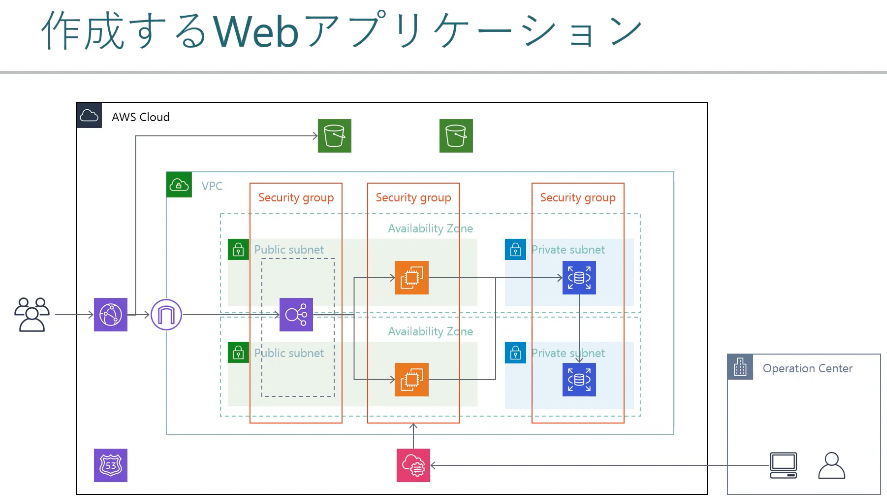 作成するWebアプリケーション
AWS Cloud
VPC
Security group
Security group
Security group
Availability Zone
Public subnet
Private subnet
Availability Zone
Public subnet
Private subnet
Operation Center
53